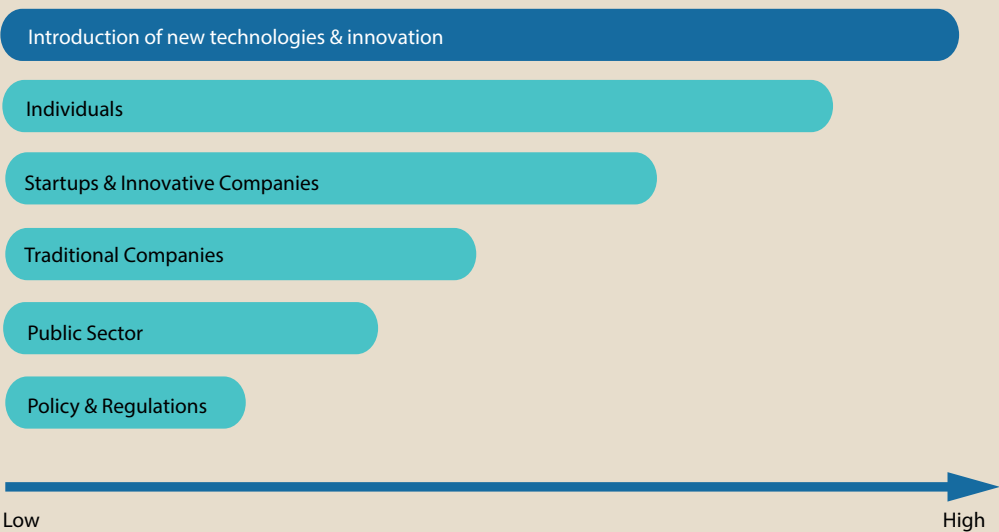 Introduction of new technologies & innovation
Individuals
Startups & Innovative Companies
Traditional Companies
Public Sector
Policy & Regulations
Low
High